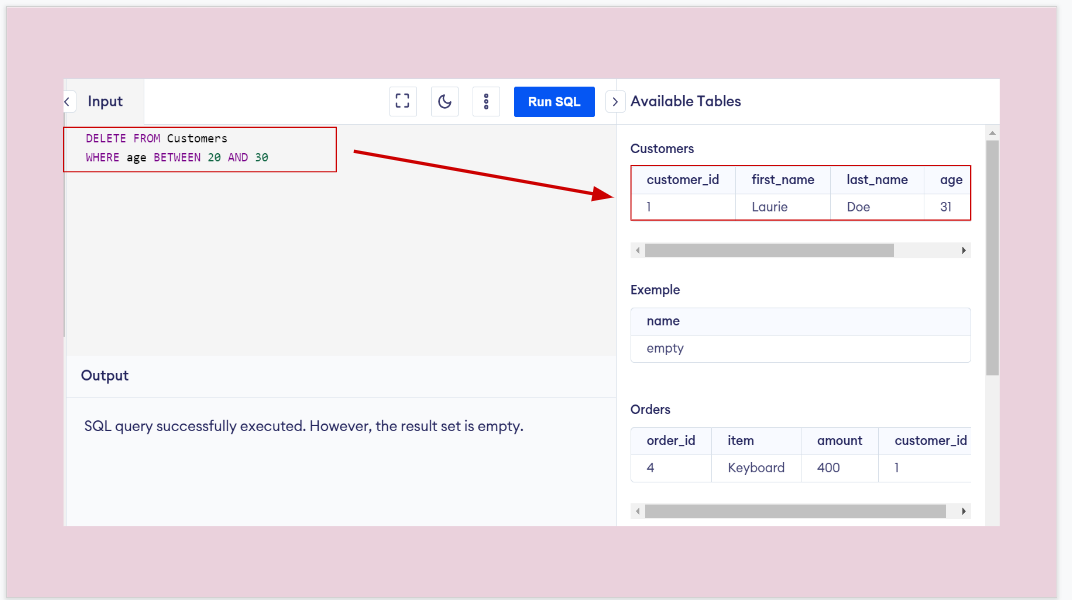 Input
Run SQL
Available Tables
DELETE FROM Customers
WHERE age BETWEEN 20 AND 30
Customers
customer_id first_name last_name age
1 Laurie Doe 31
Exemple
name
empty
Output
SQL query successfully executed. However, the result set is empty.
Orders
order_id item amount customer_id
4 Keyboard 400 1